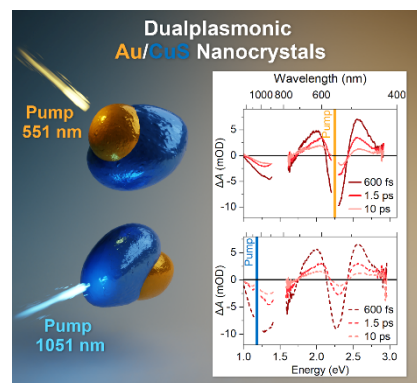 Dualplasmonic
Au/CuS Nanocrystals
Pump
551 nm
Pump
1051 nm
Wavelength (nm)
1000 800 600 400
Pump
ΔA (mOD)
5
0
-5
-10
600 fs
1.5 ps
10 ps
Pump
ΔA (mOD)
5
0
-5
-10
600 fs
1.5 ps
10 ps
1.0 1.5 2.0 2.5 3.0
Energy (eV)